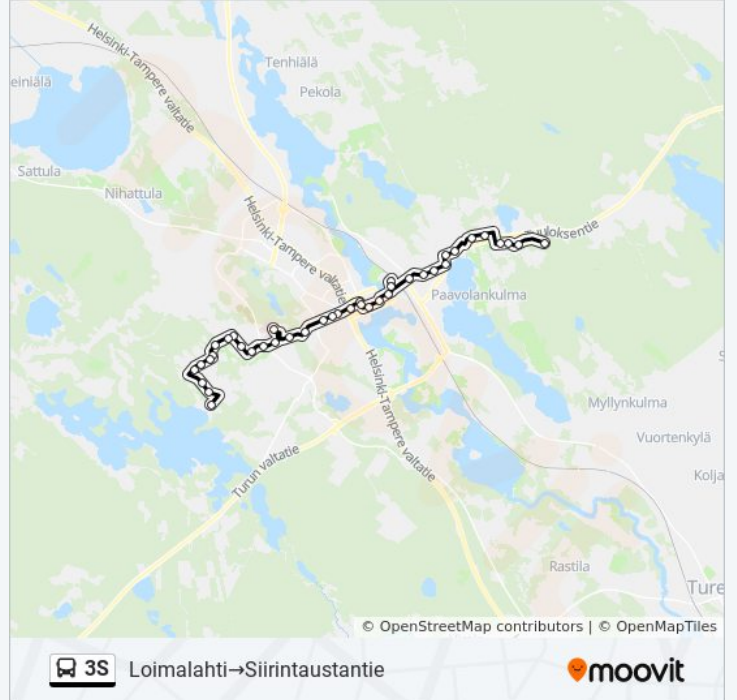 Helsinki-Tampere valtatie
Tenhiälä
Pekola
einiälä
Sattula
Nihattula
Helsinki-Tampere valtatie
Tuuloksentie
Paavolankulma
Helsinki-Tampere valtatie
Myllynkulma
Vuortenkylä
Kolja
Turun valtatie
Rastila
Ture
© OpenStreetMap contributors | © OpenMapTiles
3S Loimalahti→Siirintaustantie
moovit